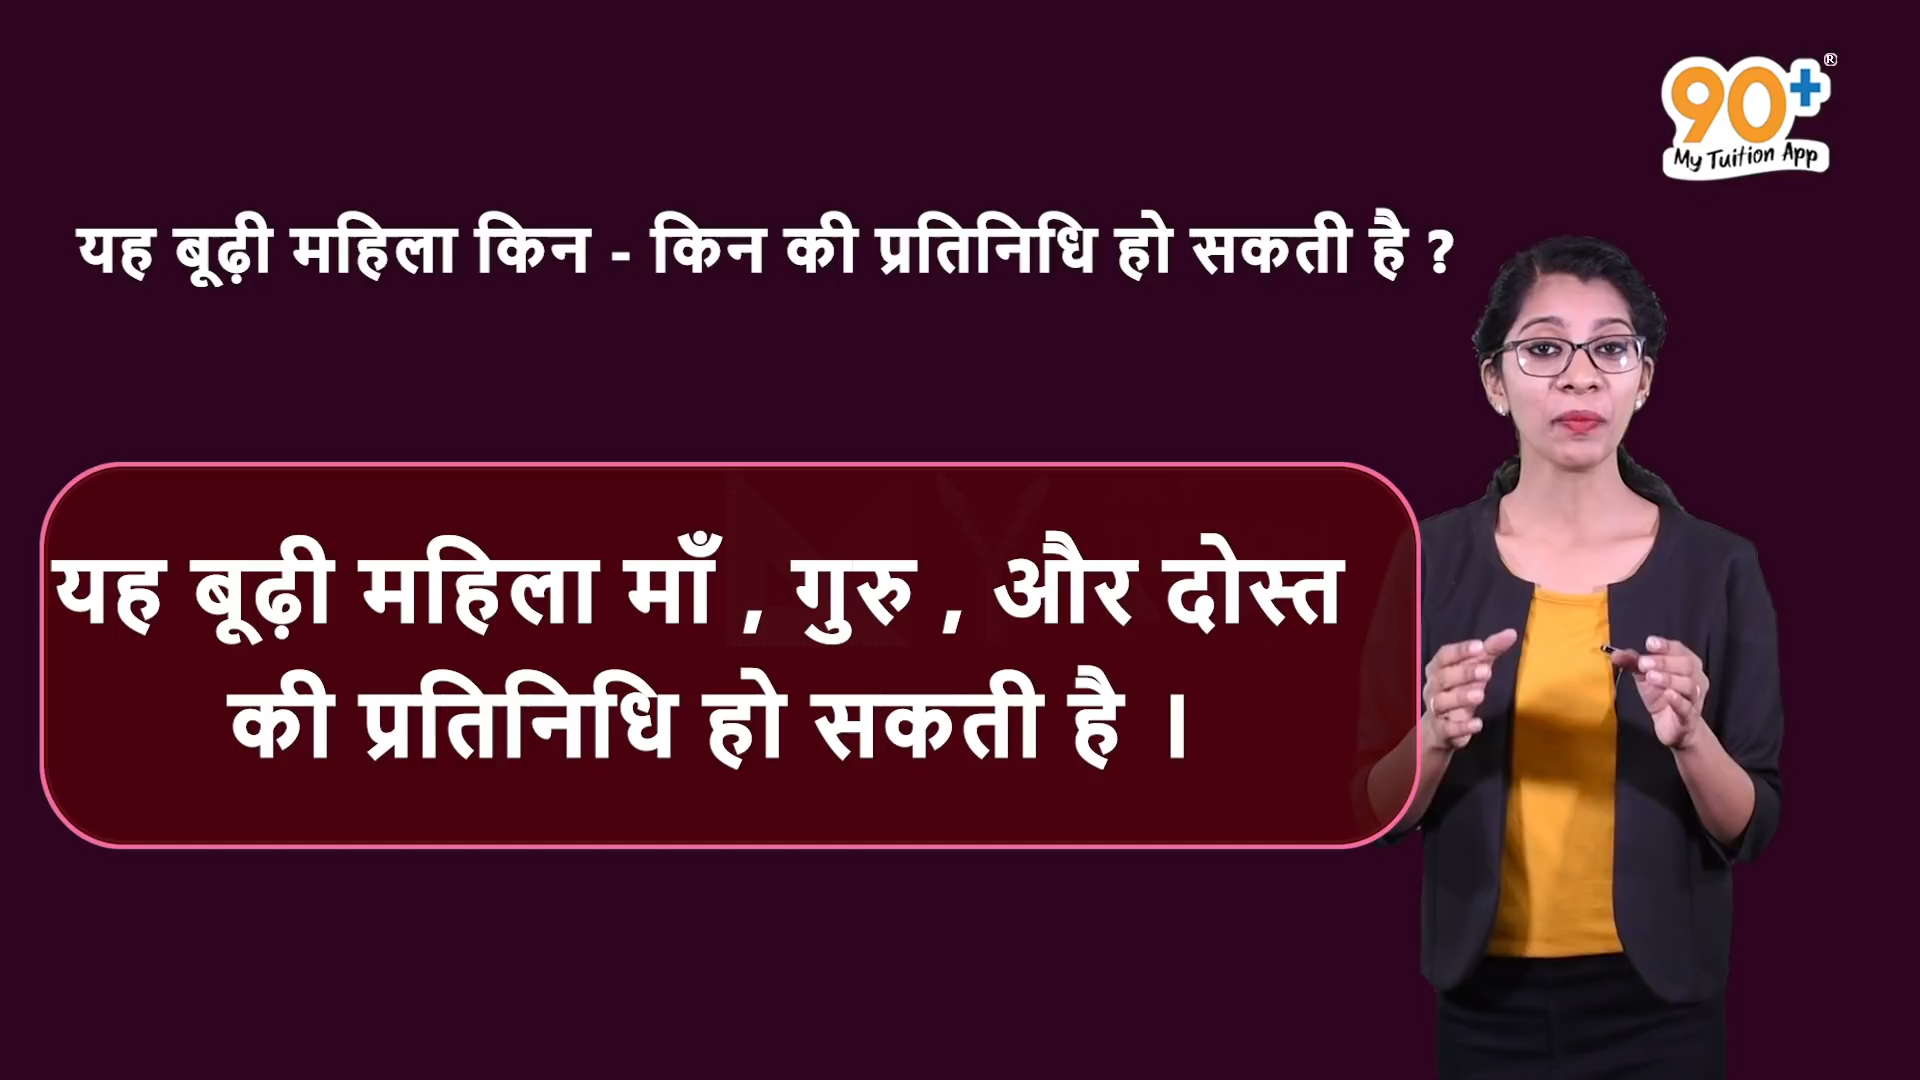 90+ ®
My Tuition App
यह बूढ़ी महिला किन - किन की प्रतिनिधि हो सकती है ?
यह बूढ़ी महिला माँ , गुरु , और दोस्त
की प्रतिनिधि हो सकती है ।